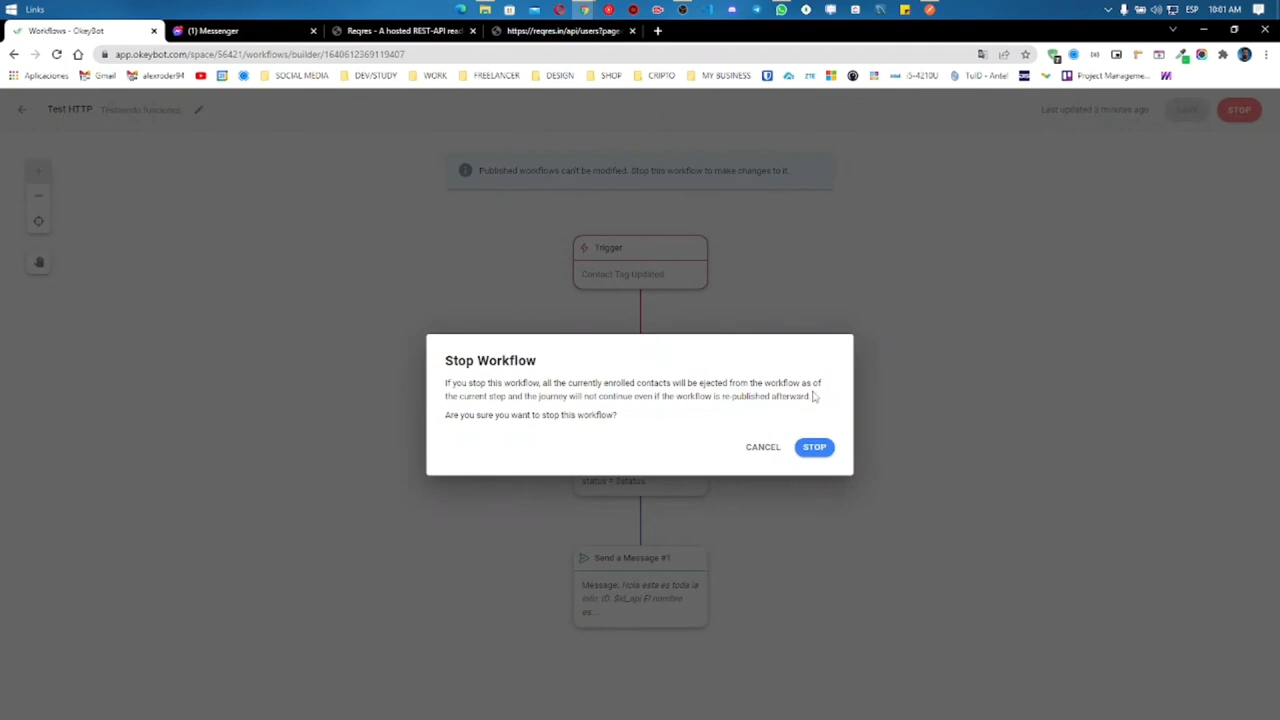 Links
ESP
10:01 AM
Workflows - OkeyBot
(1) Messenger
Reqres - A hosted REST-API read
https://reqres.in/api/users?page
app.okeybot.com/space/56421/workflows/builder/1640612369119407
Aplicaciones
Gmail
alexroder94
SOCIAL MEDIA
DEV/STUDY
WORK
FREELANCER
DESIGN
SHOP
CRIPTO
MY BUSINESS
ZTE
intel
i5-4210U
TuID - Antel
Project Manageme...
Test HTTP
Testeando funciones
Last updated 3 minutes ago
SAVE
STOP
Published workflows can't be modified. Stop this workflow to make changes to it.
Trigger
Contact Tag Updated
Stop Workflow
If you stop this workflow, all the currently enrolled contacts will be ejected from the workflow as of
the current step and the journey will not continue even if the workflow is re-published afterward.
Are you sure you want to stop this workflow?
CANCEL
STOP
Send a Message #1
Message: Hola esta es toda la
info: ID: $id_api El nombre
es...